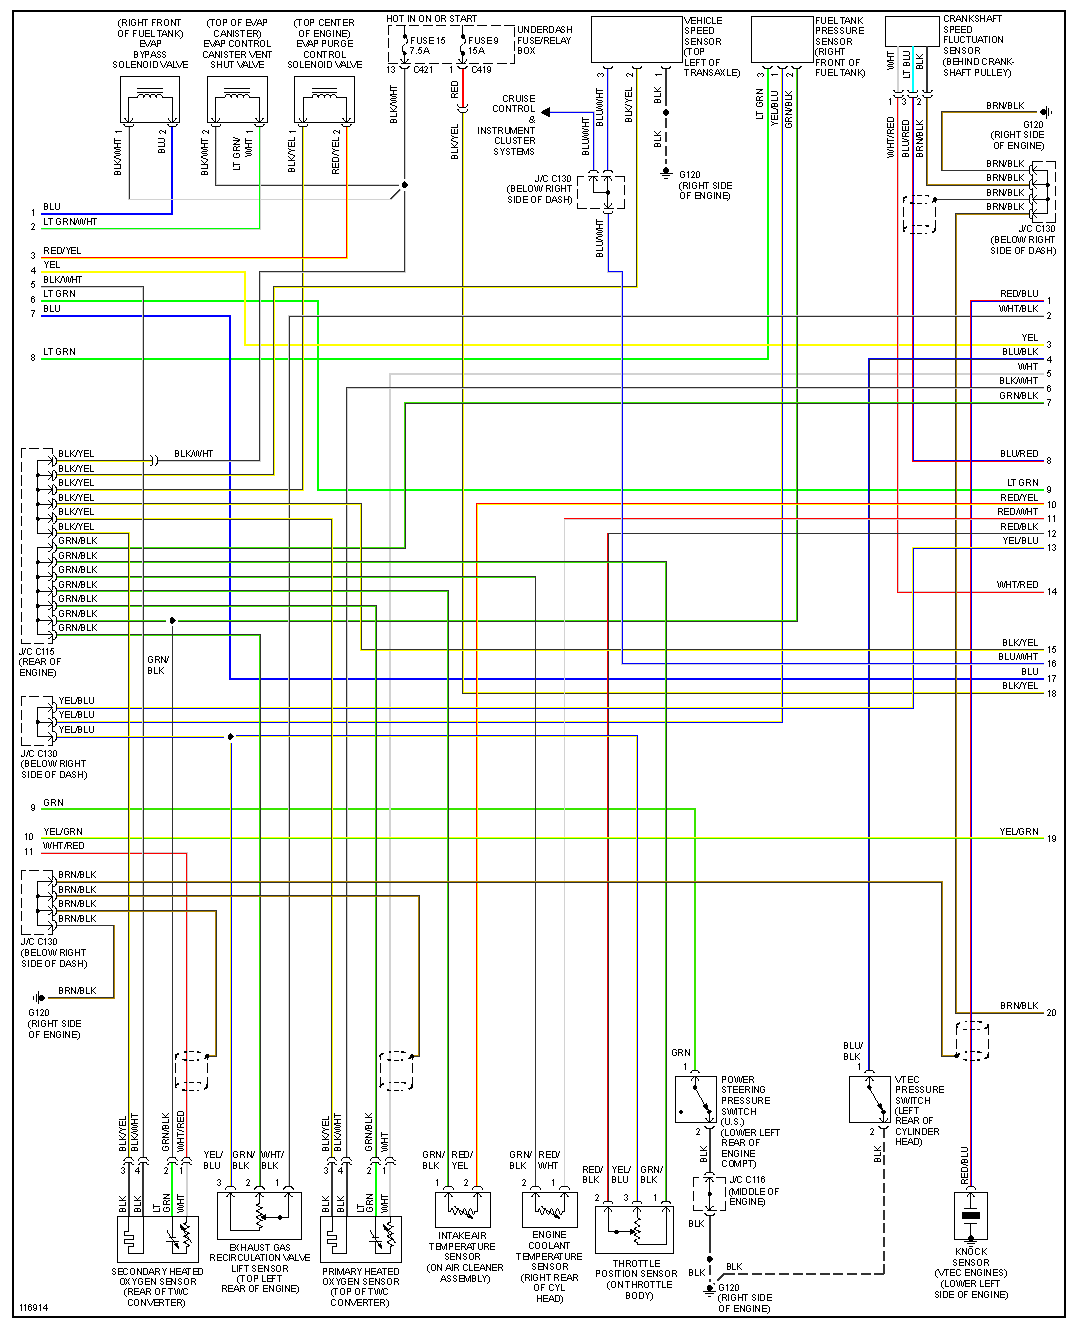 (RIGHT FRONT
OF FUEL TANK)
EVAP
BYPASS
SOLENOID VALVE
(TOP OF EVAP
CANISTER)
EVAP CONTROL
CANISTER VENT
SHUT VALVE
(TOP CENTER
OF ENGINE)
EVAP PURGE
CONTROL
SOLENOID VALVE
HOT IN ON OR START
FUSE 15
7.5A
FUSE 9
15A
UNDERDASH
FUSE/RELAY
BOX
13 C421
1 C419
VEHICLE
SPEED
SENSOR
(TOP
LEFT OF
TRANSAXLE)
FUEL TANK
PRESSURE
SENSOR
(RIGHT
FRONT
OF FUEL TANK)
CRANKSHAFT
SPEED
FLUCTUATION
SENSOR
(BEHIND CRANK-
SHAFT PULLEY)
BLK/WHT 1
BLU 2
BLK/WHT 2
LT GRN/
WHT 1
BLK/YEL 1
RED/YEL 2
BLK/WHT
RED
BLK/YEL
CRUISE
CONTROL
&
INSTRUMENT
CLUSTER
SYSTEMS
BLU/WHT
3 BLU/WHT
2 BLK/YEL
1 BLK
BLK
G120
(RIGHT SIDE
OF ENGINE)
J/C C130
(BELOW RIGHT
SIDE OF DASH)
BLU/WHT
3 LT GRN
1 YEL/BLU
2 GRN/BLK
WHT
LT BLU
BLK
1 3 2
WHT/RED
BLU/RED
BRN/BLK
BRN/BLK
G120
(RIGHT SIDE
OF ENGINE)
BRN/BLK
BRN/BLK
BRN/BLK
BRN/BLK
J/C C130
(BELOW RIGHT
SIDE OF DASH)
1 BLU
2 LT GRN/WHT
3 RED/YEL
4 YEL
5 BLK/WHT
6 LT GRN
7 BLU
8 LT GRN
RED/BLU 1
WHT/BLK 2
YEL 3
BLU/BLK 4
WHT 5
BLK/WHT 6
GRN/BLK 7
BLU/RED 8
LT GRN 9
RED/YEL 10
RED/WHT 11
RED/BLK 12
YEL/BLU 13
WHT/RED 14
BLK/YEL 15
BLU/WHT 16
BLU 17
BLK/YEL 18
BLK/YEL
BLK/WHT
BLK/YEL
BLK/YEL
BLK/YEL
BLK/YEL
BLK/YEL
GRN/BLK
GRN/BLK
GRN/BLK
GRN/BLK
GRN/BLK
GRN/BLK
GRN/BLK
J/C C115
(REAR OF
ENGINE)
GRN/
BLK
YEL/BLU
YEL/BLU
YEL/BLU
J/C C130
(BELOW RIGHT
SIDE OF DASH)
9 GRN
10 YEL/GRN
YEL/GRN 19
11 WHT/RED
BRN/BLK
BRN/BLK
BRN/BLK
BRN/BLK
J/C C130
(BELOW RIGHT
SIDE OF DASH)
BRN/BLK
G120
(RIGHT SIDE
OF ENGINE)
BRN/BLK 20
BLK/YEL
BLK/WHT
GRN/BLK
WHT/RED
3 4 2 1
BLK
BLK
LT
GRN
WHT
SECONDARY HEATED
OXYGEN SENSOR
(REAR OF TWC
CONVERTER)
YEL/
BLU
GRN/
BLK
WHT/
BLK
3 2 1
EXHAUST GAS
RECIRCULATION VALVE
LIFT SENSOR
(TOP LEFT
REAR OF ENGINE)
BLK/YEL
BLK/WHT
GRN/BLK
WHT
3 4 2 1
BLK
BLK
LT
GRN
WHT
PRIMARY HEATED
OXYGEN SENSOR
(TOP OF TWC
CONVERTER)
GRN/
BLK
RED/
YEL
1 2
INTAKE AIR
TEMPERATURE
SENSOR
(ON AIR CLEANER
ASSEMBLY)
GRN/
BLK
RED/
WHT
2 1
ENGINE
COOLANT
TEMPERATURE
SENSOR
(RIGHT REAR
OF CYL
HEAD)
RED/
BLK
YEL/
BLU
GRN/
BLK
2 3 1
THROTTLE
POSITION SENSOR
(ON THROTTLE
BODY)
GRN
1
POWER
STEERING
PRESSURE
SWITCH
(U.S.)
(LOWER LEFT
REAR OF
ENGINE
COMPT)
2
BLK
J/C C116
(MIDDLE OF
ENGINE)
BLK
BLK
BLK
G120
(RIGHT SIDE
OF ENGINE)
BLU/
BLK
1
VTEC
PRESSURE
SWITCH
(LEFT
REAR OF
CYLINDER
HEAD)
2
BLK
RED/BLU
1
KNOCK
SENSOR
(VTEC ENGINES)
(LOWER LEFT
SIDE OF ENGINE)
116914